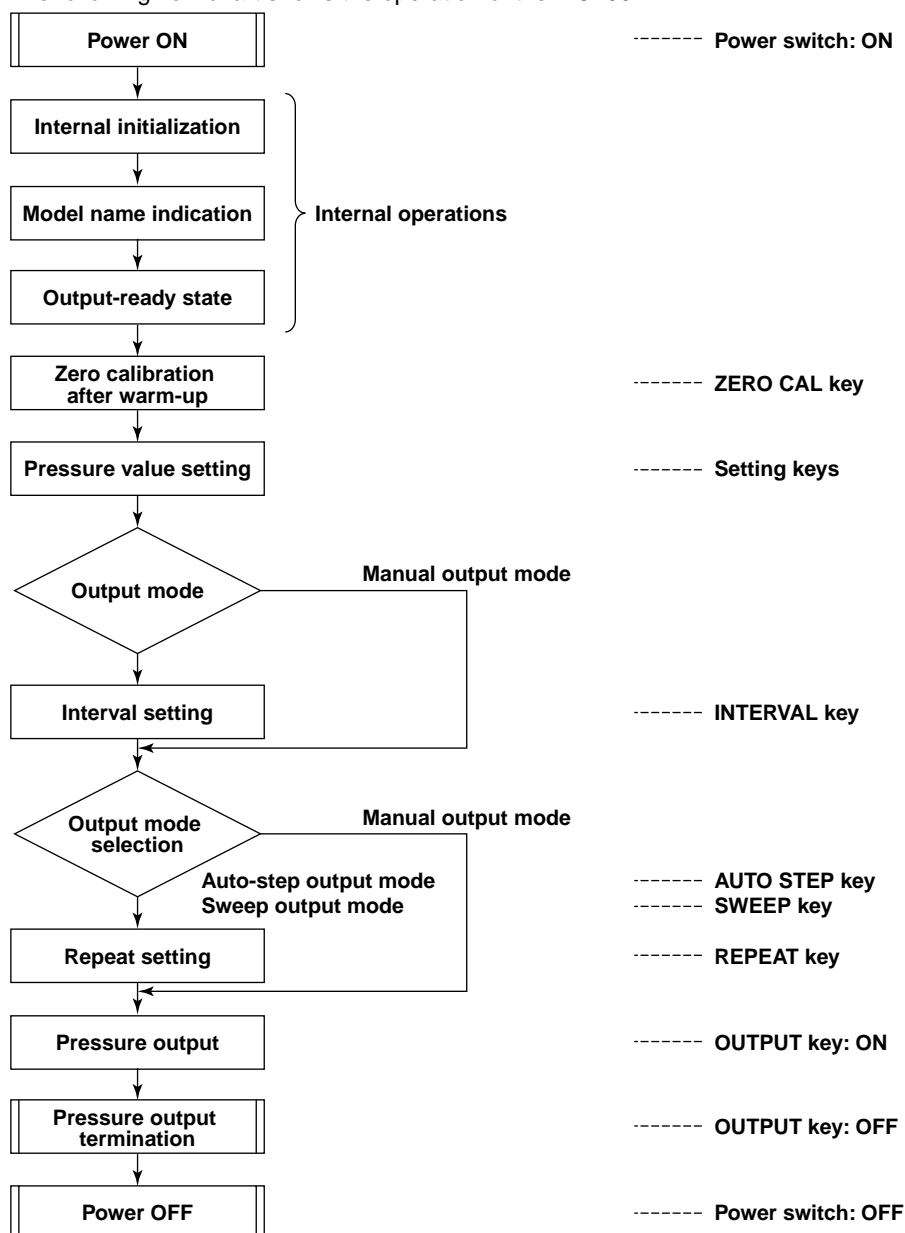 Power ON
Power switch: ON
Internal initialization
Model name indication
Internal operations
Output-ready state
Zero calibration
after warm-up
ZERO CAL key
Pressure value setting
Setting keys
Output mode
Manual output mode
Interval setting
INTERVAL key
Output mode
selection
Manual output mode
Auto-step output mode
AUTO STEP key
Sweep output mode
SWEEP key
Repeat setting
REPEAT key
Pressure output
OUTPUT key: ON
Pressure output
termination
OUTPUT key: OFF
Power OFF
Power switch: OFF